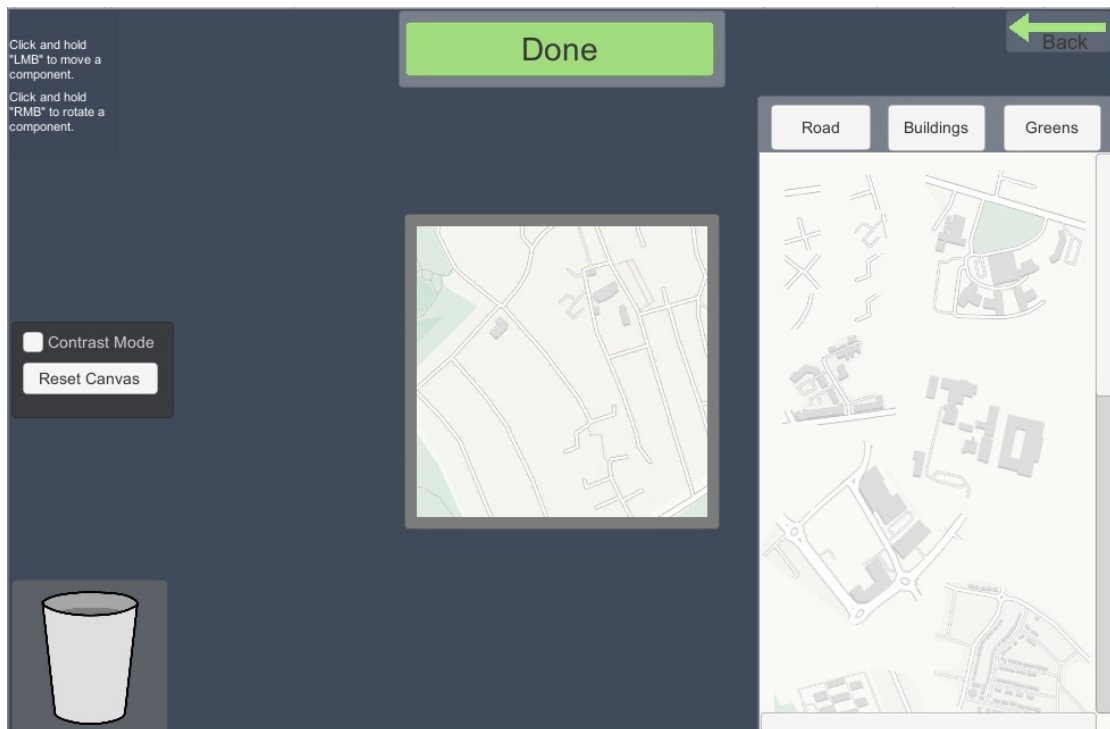 Click and hold
"LMB" to move a
component.
Click and hold
"RMB" to rotate a
component.
Done
Back
Road
Buildings
Greens
Contrast Mode
Reset Canvas